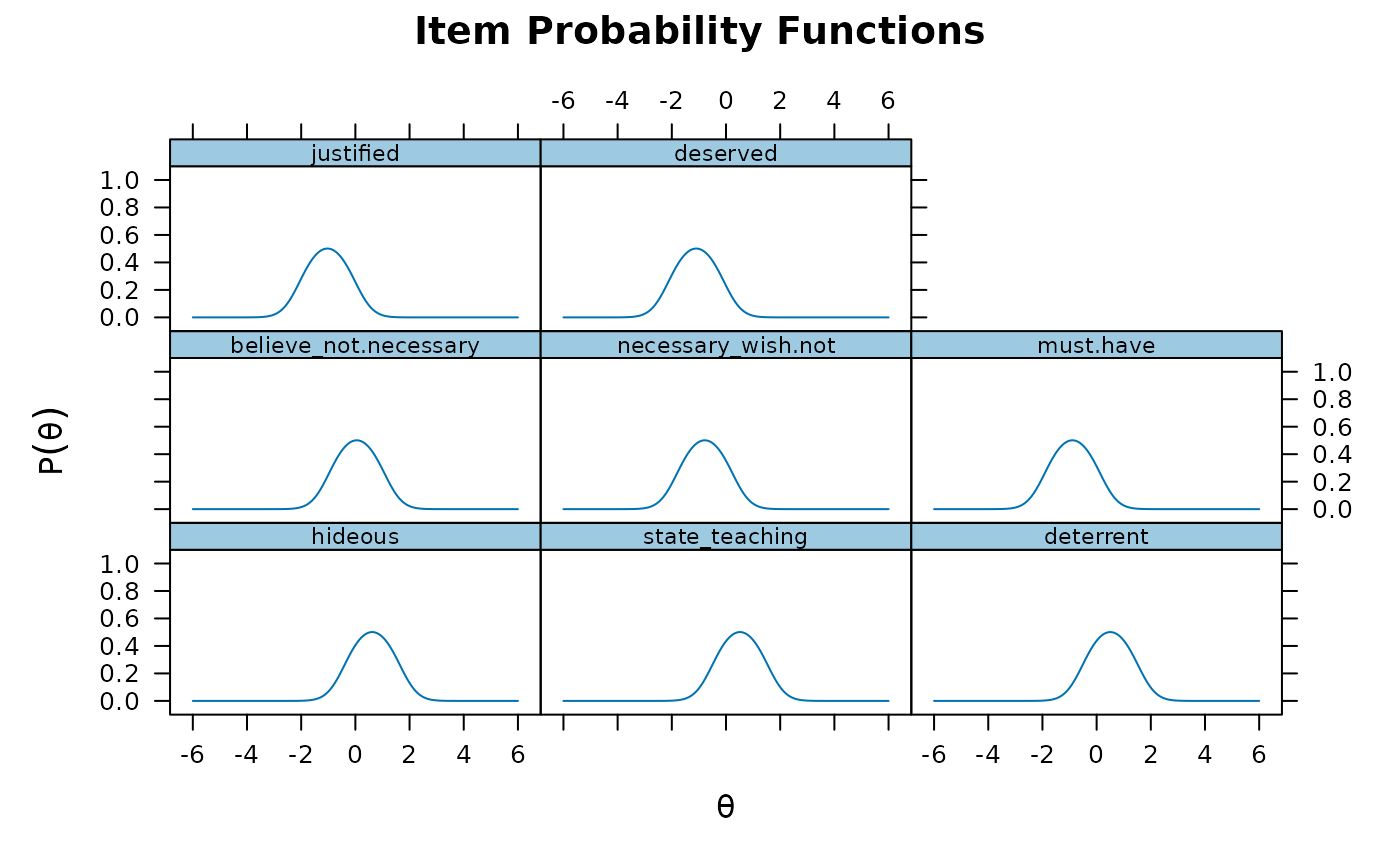 Item Probability Functions
-6 -4 -2 0 2 4 6
justified deserved
1.0
0.8
0.6
0.4
0.2
0.0
believe_not.necessary necessary_wish.not must.have
1.0
0.8
0.6
0.4
0.2
0.0
P(θ)
hideous state_teaching deterrent
1.0
0.8
0.6
0.4
0.2
0.0
-6 -4 -2 0 2 4 6 -6 -4 -2 0 2 4 6
θ